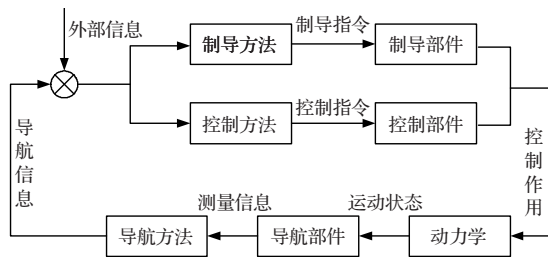 外部信息
制导方法
制导指令
制导部件
控制方法
控制指令
控制部件
导航信息
控制作用
测量信息
运动状态
导航方法
导航部件
动力学